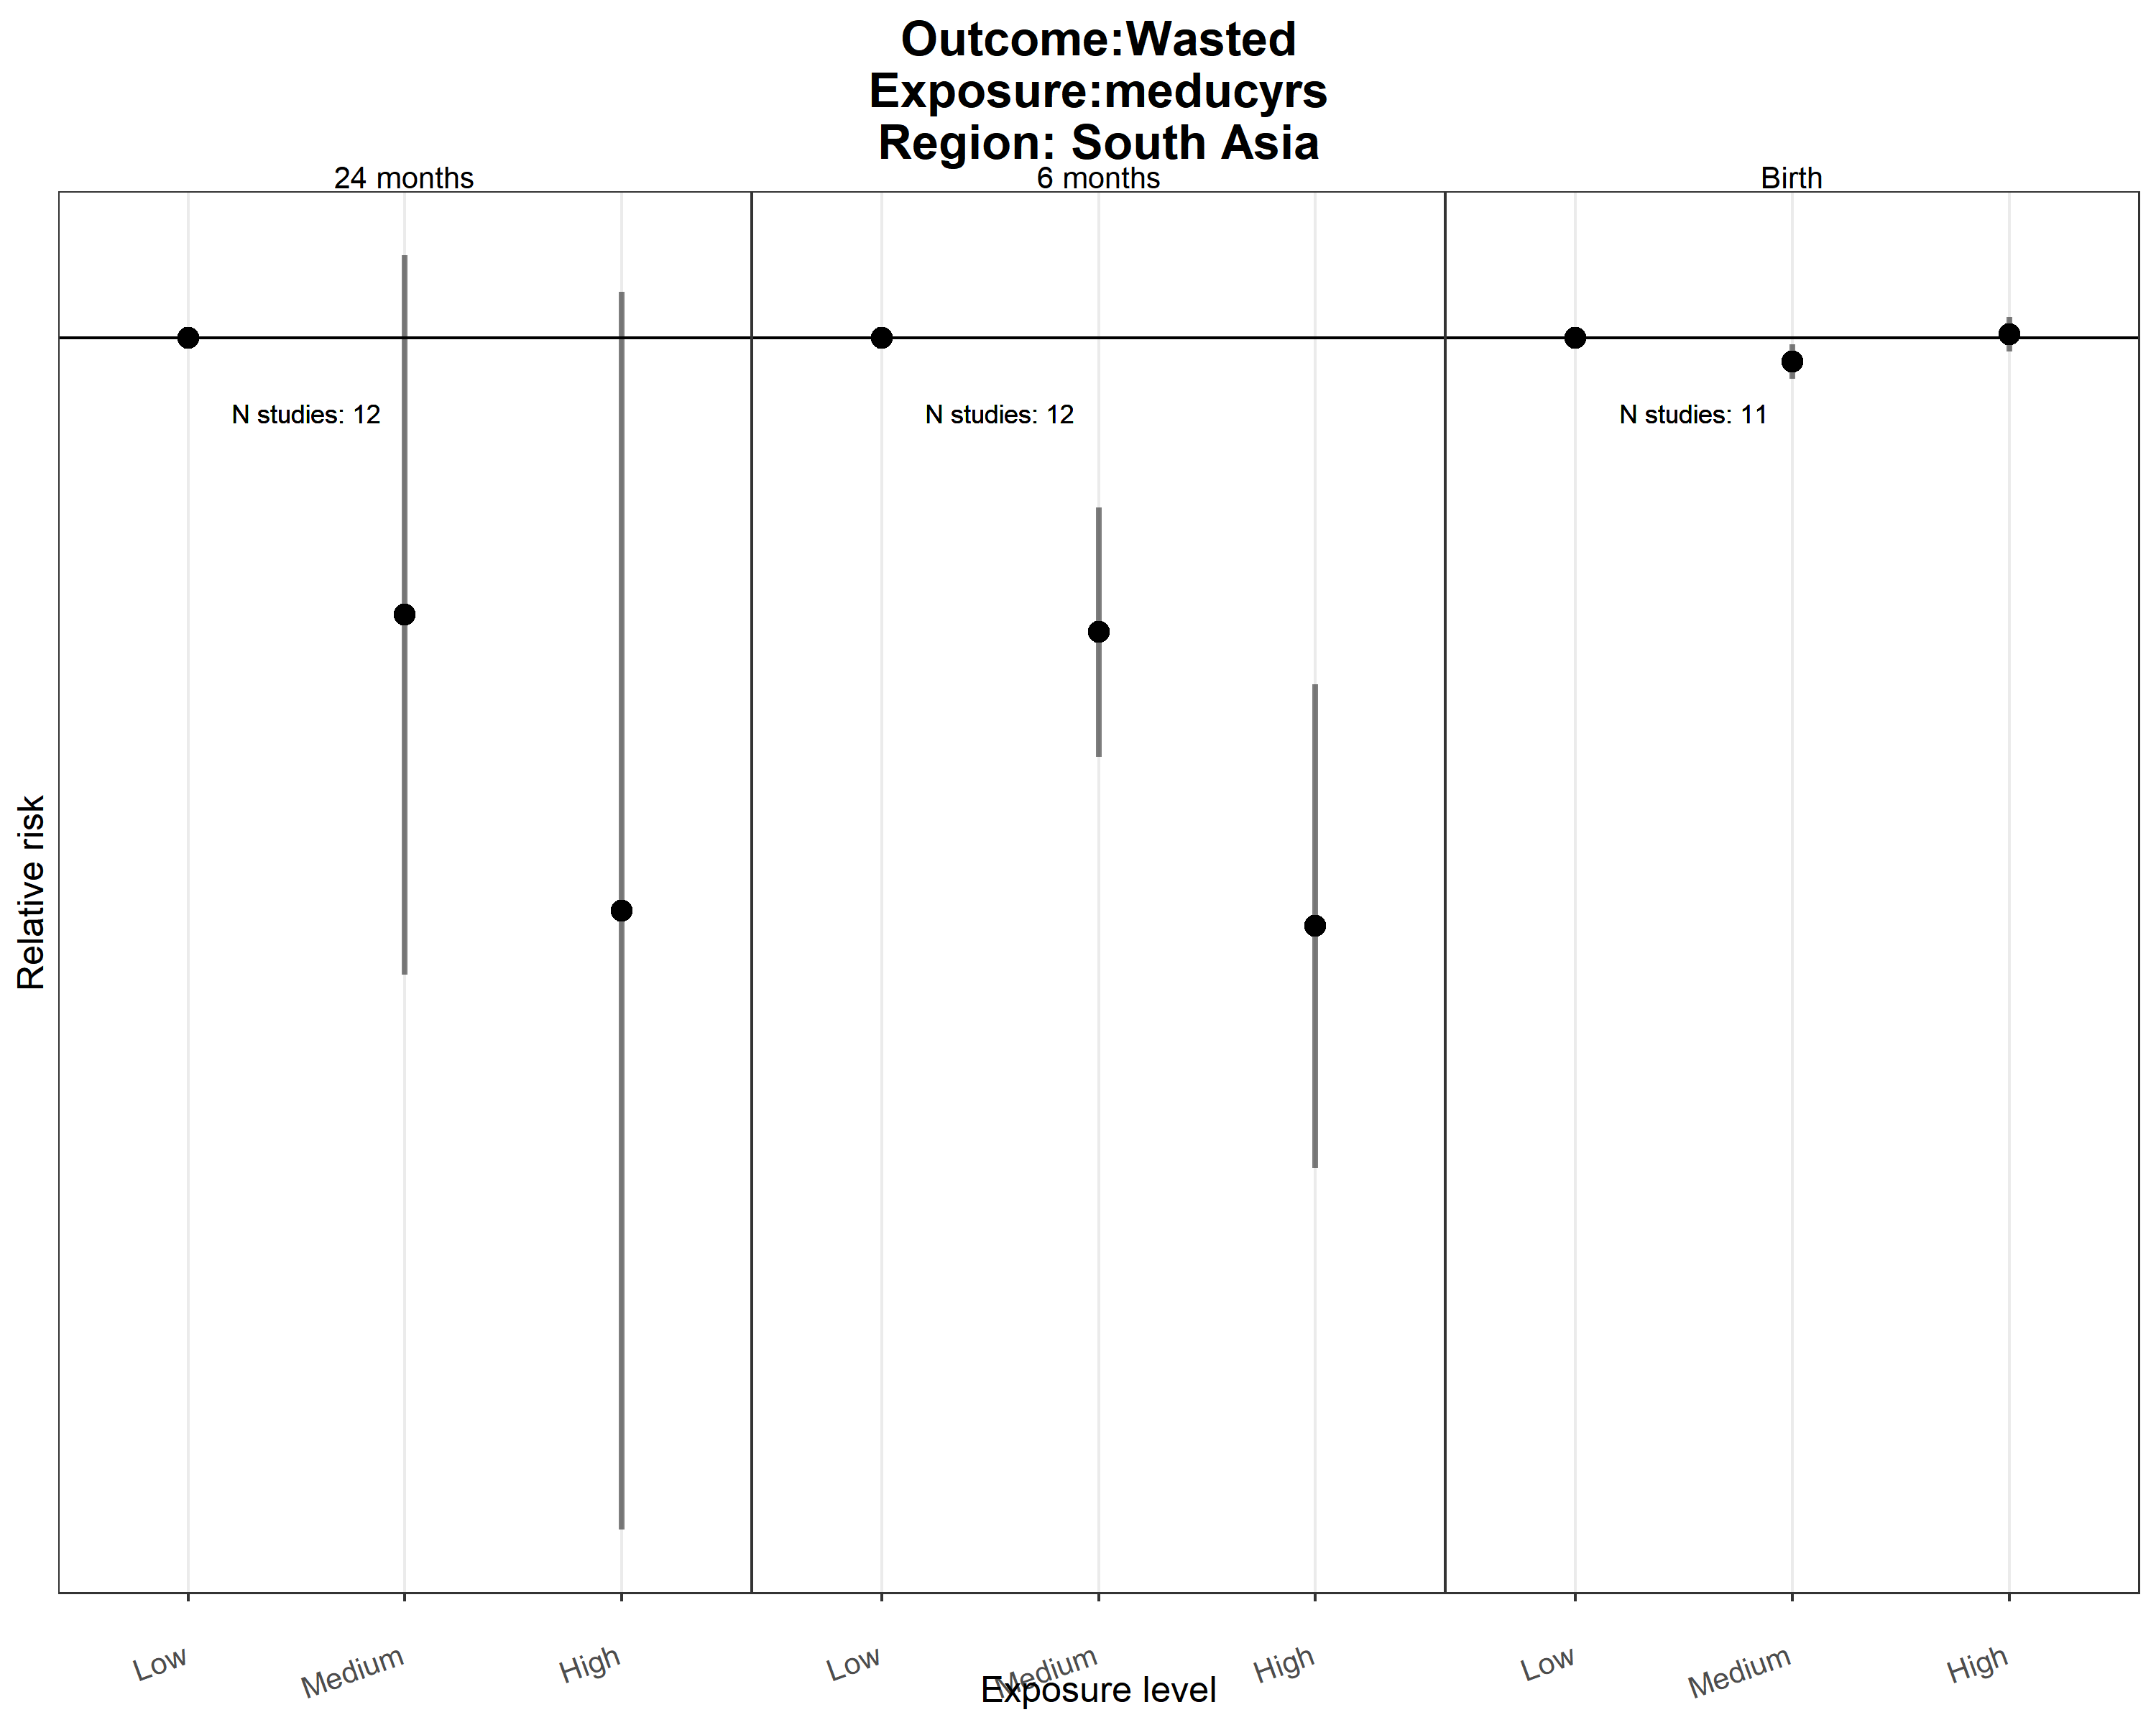 Outcome:Wasted
Exposure:meducyrs
Region: South Asia
24 months
6 months
Birth
N studies: 12
N studies: 12
N studies: 11
Relative risk
Low
Medium
High
Low
Medium
High
Low
Medium
High
Exposure level